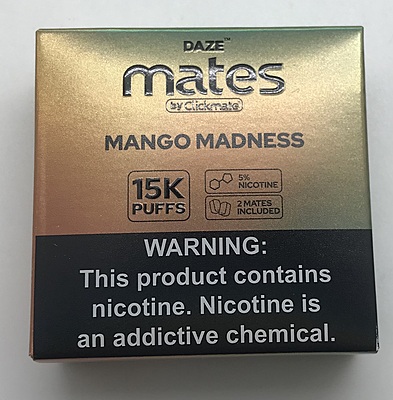 DAZE™
mates
by Clickmate
MANGO MADNESS
15K
PUFFS
5%
NICOTINE
2 MATES
INCLUDED
WARNING:
This product contains
nicotine. Nicotine is
an addictive chemical.